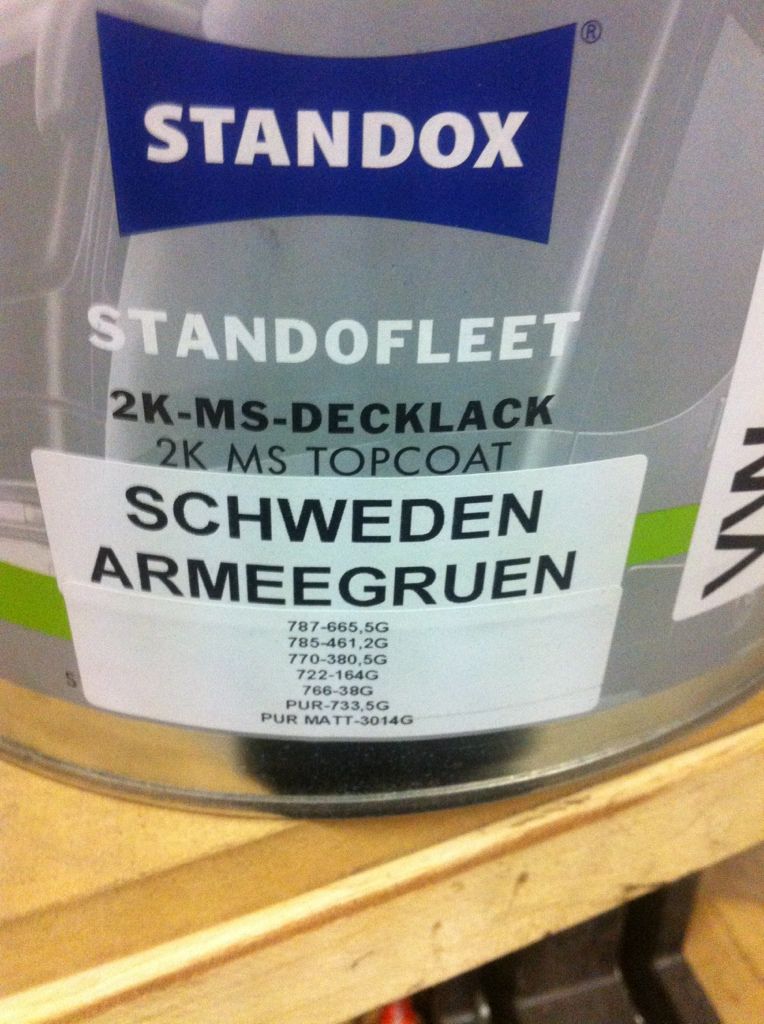 STANDOX®
STANDOFLEET
2K-MS-DECKLACK
2K MS TOPCOAT
SCHWEDEN
ARMEEGRUEN
787-665,5G
785-461,2G
770-380,5G
722-164G
766-38G
PUR-733,5G
PUR MATT-3014G
5